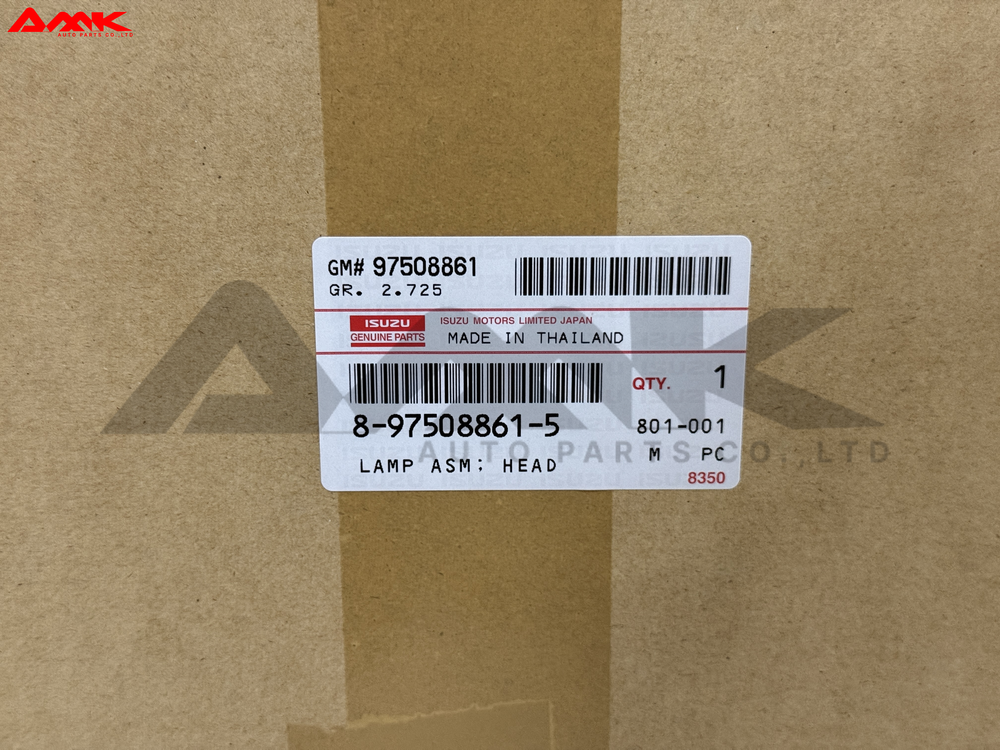 AMK
AUTO PARTS CO.,LTD
GM# 97508861
GR. 2.725
ISUZU
GENUINE PARTS
ISUZU MOTORS LIMITED JAPAN
MADE IN THAILAND
QTY. 1
8-97508861-5
801-001
LAMP ASM; HEAD
M PC
8350
AMK
AUTO PARTS CO.,LTD